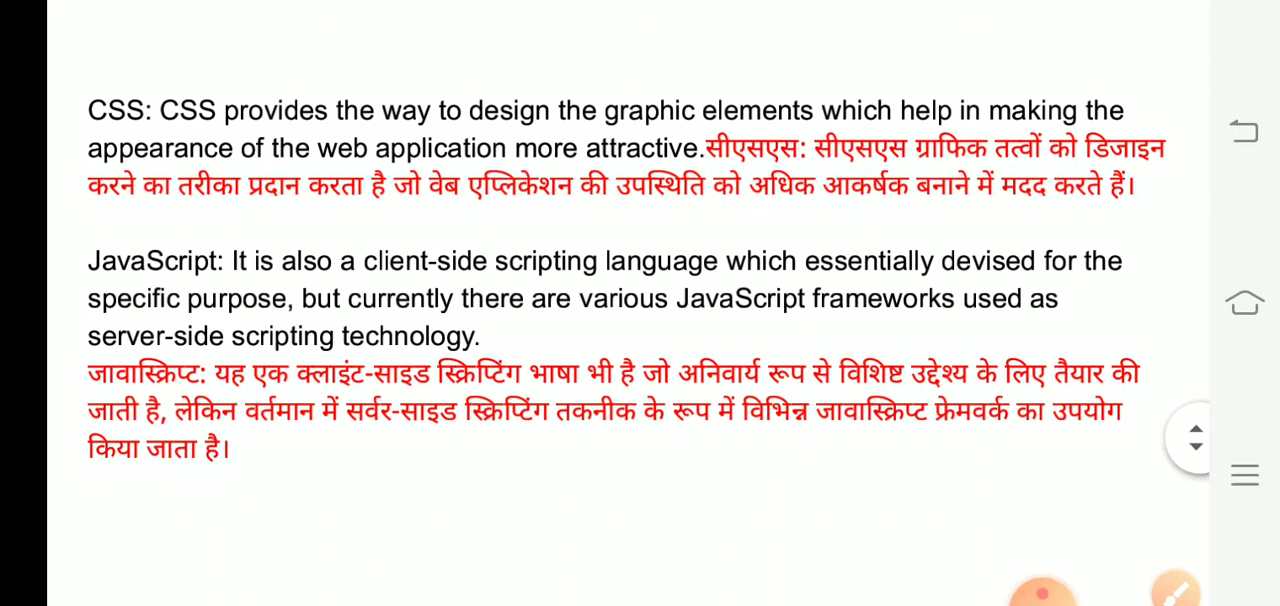 CSS: CSS provides the way to design the graphic elements which help in making the
appearance of the web application more attractive.सीएसएस: सीएसएस ग्राफिक तत्वों को डिजाइन
करने का तरीका प्रदान करता है जो वेब एप्लिकेशन की उपस्थिति को अधिक आकर्षक बनाने में मदद करते हैं।
JavaScript: It is also a client-side scripting language which essentially devised for the
specific purpose, but currently there are various JavaScript frameworks used as
server-side scripting technology.
जावास्क्रिप्ट: यह एक क्लाइंट-साइड स्क्रिप्टिंग भाषा भी है जो अनिवार्य रूप से विशिष्ट उद्देश्य के लिए तैयार की
जाती है, लेकिन वर्तमान में सर्वर-साइड स्क्रिप्टिंग तकनीक के रूप में विभिन्न जावास्क्रिप्ट फ्रेमवर्क का उपयोग
किया जाता है।